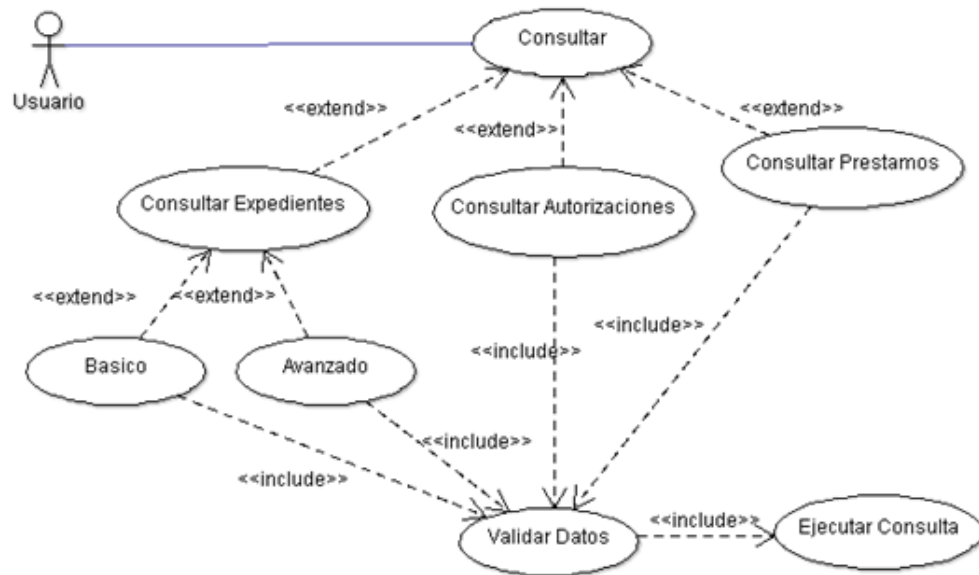 Consultar
Usuario
<<extend>>
<<extend>>
<<extend>>
Consultar Prestamos
Consultar Expedientes
Consultar Autorizaciones
<<extend>>
<<extend>>
<<include>>
<<include>>
Basico
Avanzado
<<include>>
<<include>>
<<include>>
Validar Datos
Ejecutar Consulta